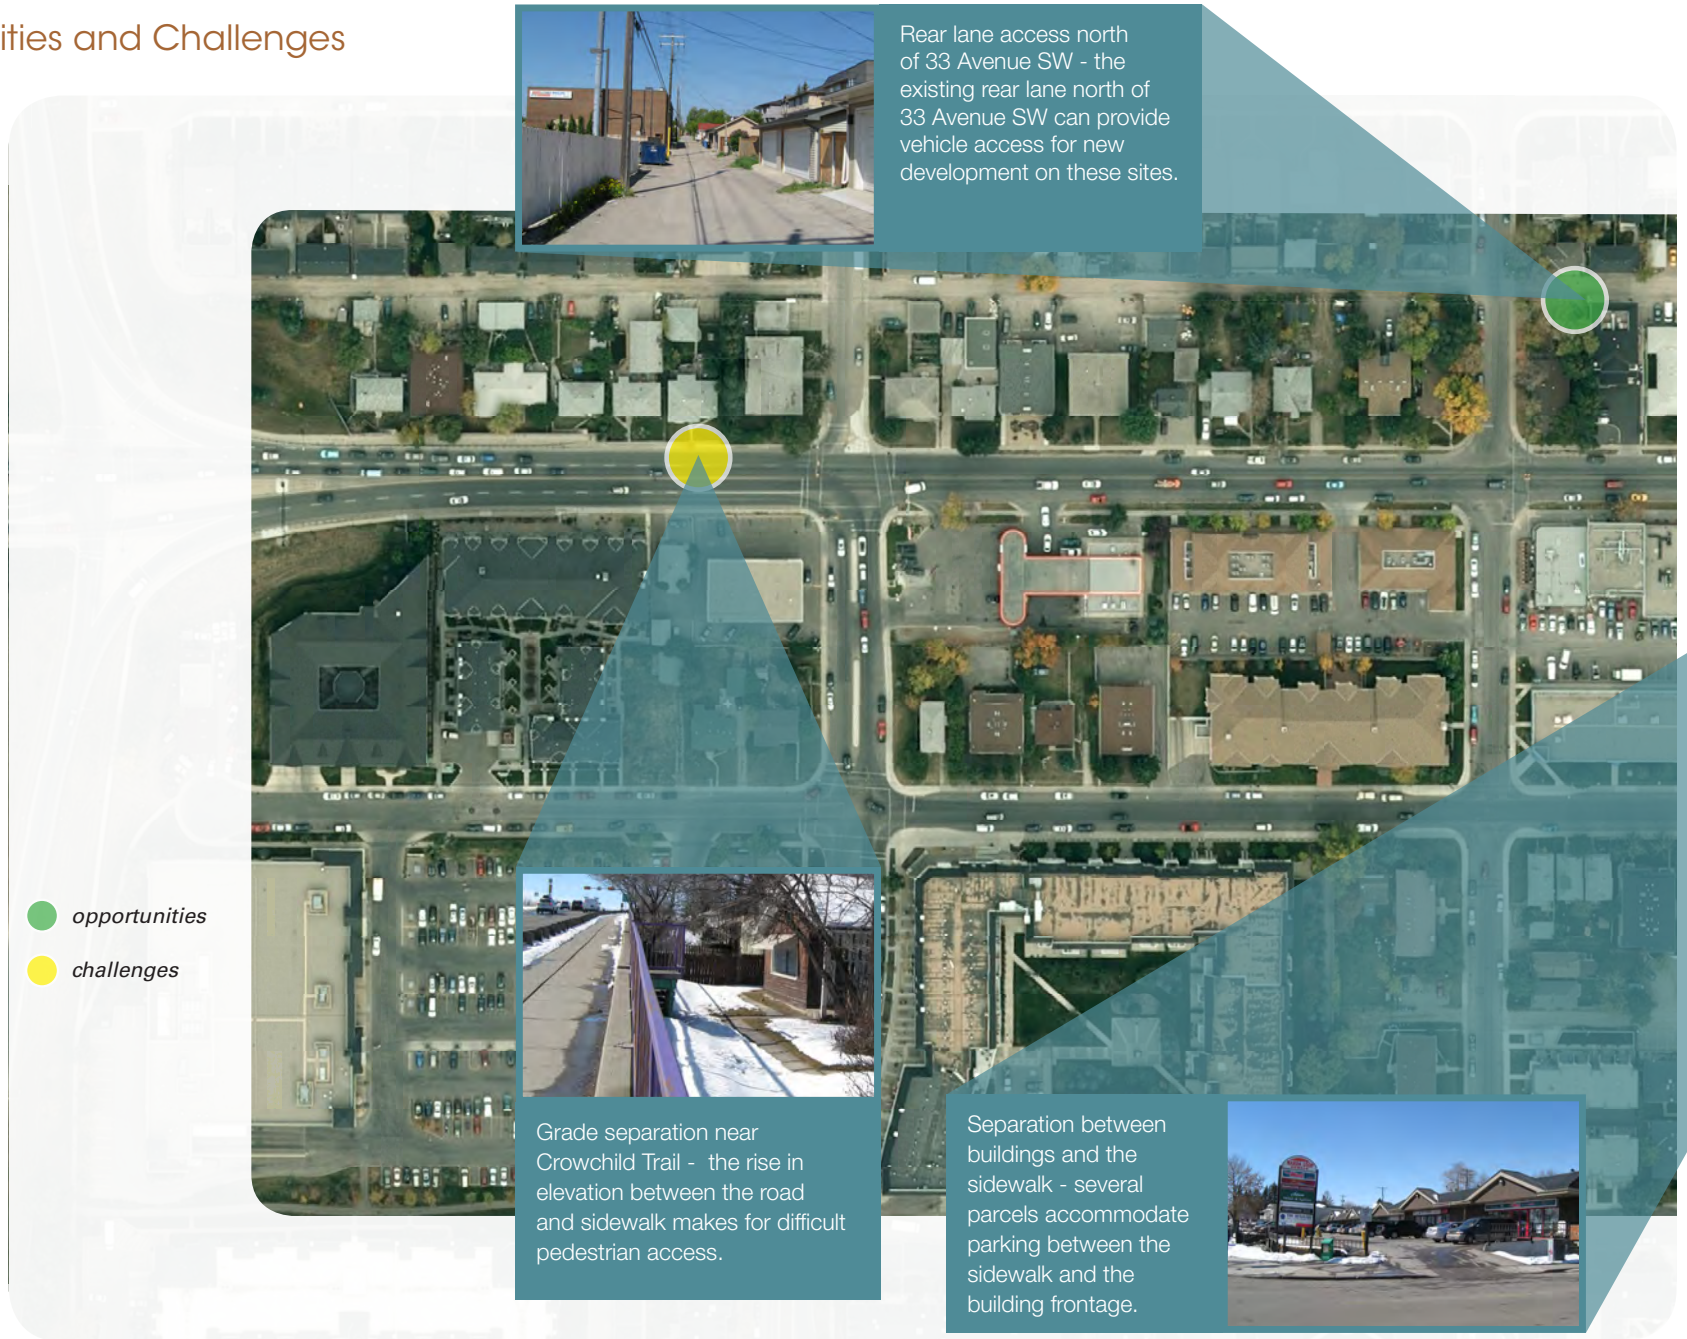 ities and Challenges
Rear lane access north
of 33 Avenue SW - the
existing rear lane north of
33 Avenue SW can provide
vehicle access for new
development on these sites.
opportunities
challenges
Grade separation near
Crowchild Trail - the rise in
elevation between the road
and sidewalk makes for difficult
pedestrian access.
Separation between
buildings and the
sidewalk - several
parcels accommodate
parking between the
sidewalk and the
building frontage.